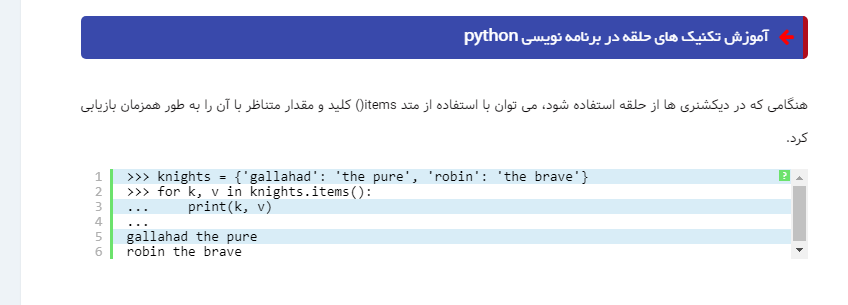 آموزش تکنیک های حلقه در برنامه نویسی python
هنگامی که در دیکشنری ها از حلقه استفاده شود، می توان با استفاده از متد items() کلید و مقدار متناظر با آن را به طور همزمان بازیابی
کرد.
?
1 >>> knights = {'gallahad': 'the pure', 'robin': 'the brave'}
2 >>> for k, v in knights.items():
3 ...     print(k, v)
4 ...
5 gallahad the pure
6 robin the brave